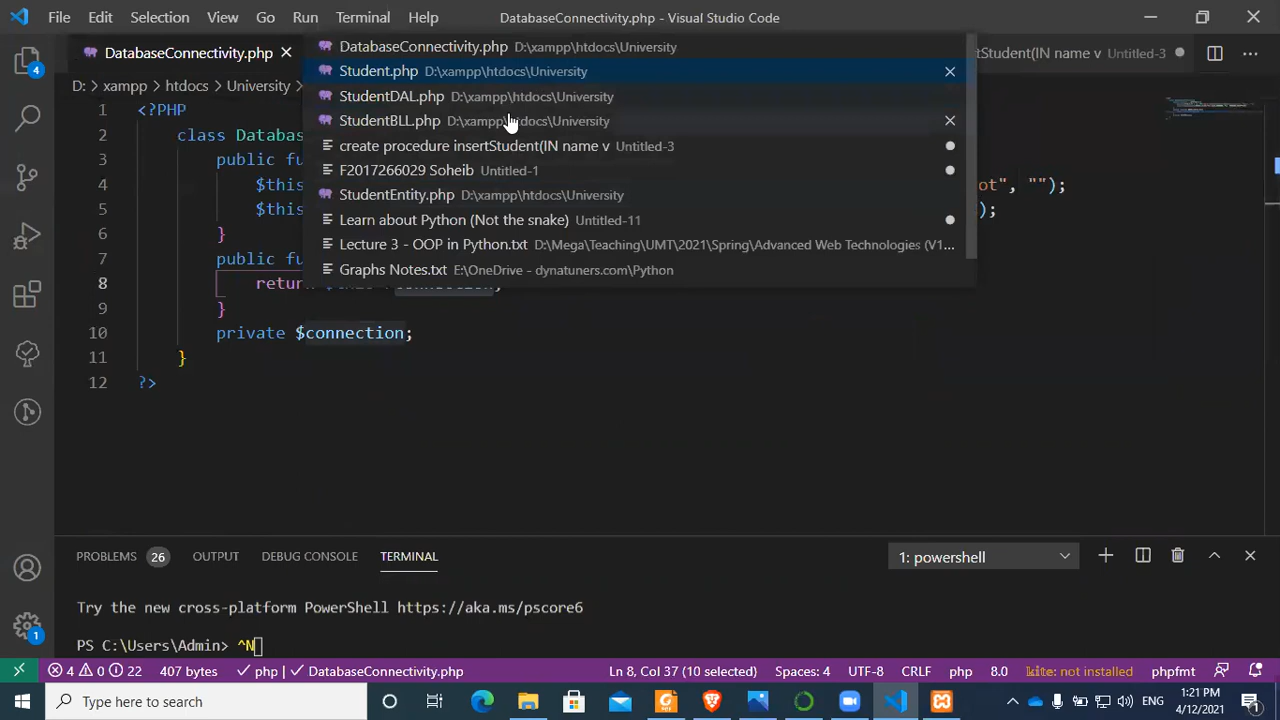 File Edit Selection View Go Run Terminal Help DatabaseConnectivity.php - Visual Studio Code
DatabaseConnectivity.php
DatabaseConnectivity.php D:\xampp\htdocs\University
Student.php D:\xampp\htdocs\University
StudentDAL.php D:\xampp\htdocs\University
StudentBLL.php D:\xampp\htdocs\University
create procedure insertStudent(IN name v Untitled-3
F2017266029 Soheib Untitled-1
StudentEntity.php D:\xampp\htdocs\University
Learn about Python (Not the snake) Untitled-11
Lecture 3 - OOP in Python.txt D:\Mega\Teaching\UMT\2021\Spring\Advanced Web Technologies (V1...
Graphs Notes.txt E:\OneDrive - dynatuners.com\Python
tStudent(IN name v Untitled-3
4
D: > xampp > htdocs > University >
1 <?PHP
2 class Databas
3 public fu
4 $this ot", "");
5 $this );
6 }
7 public fu
8 return
9 }
10 private $connection;
11 }
12 ?>
PROBLEMS 26 OUTPUT DEBUG CONSOLE TERMINAL 1: powershell
Try the new cross-platform PowerShell https://aka.ms/pscore6
PS C:\Users\Admin> ^N
1
4 0 22 407 bytes php DatabaseConnectivity.php Ln 8, Col 37 (10 selected) Spaces: 4 UTF-8 CRLF php 8.0 kite: not installed phpfmt
Type here to search
ENG
1:21 PM
4/12/2021
1